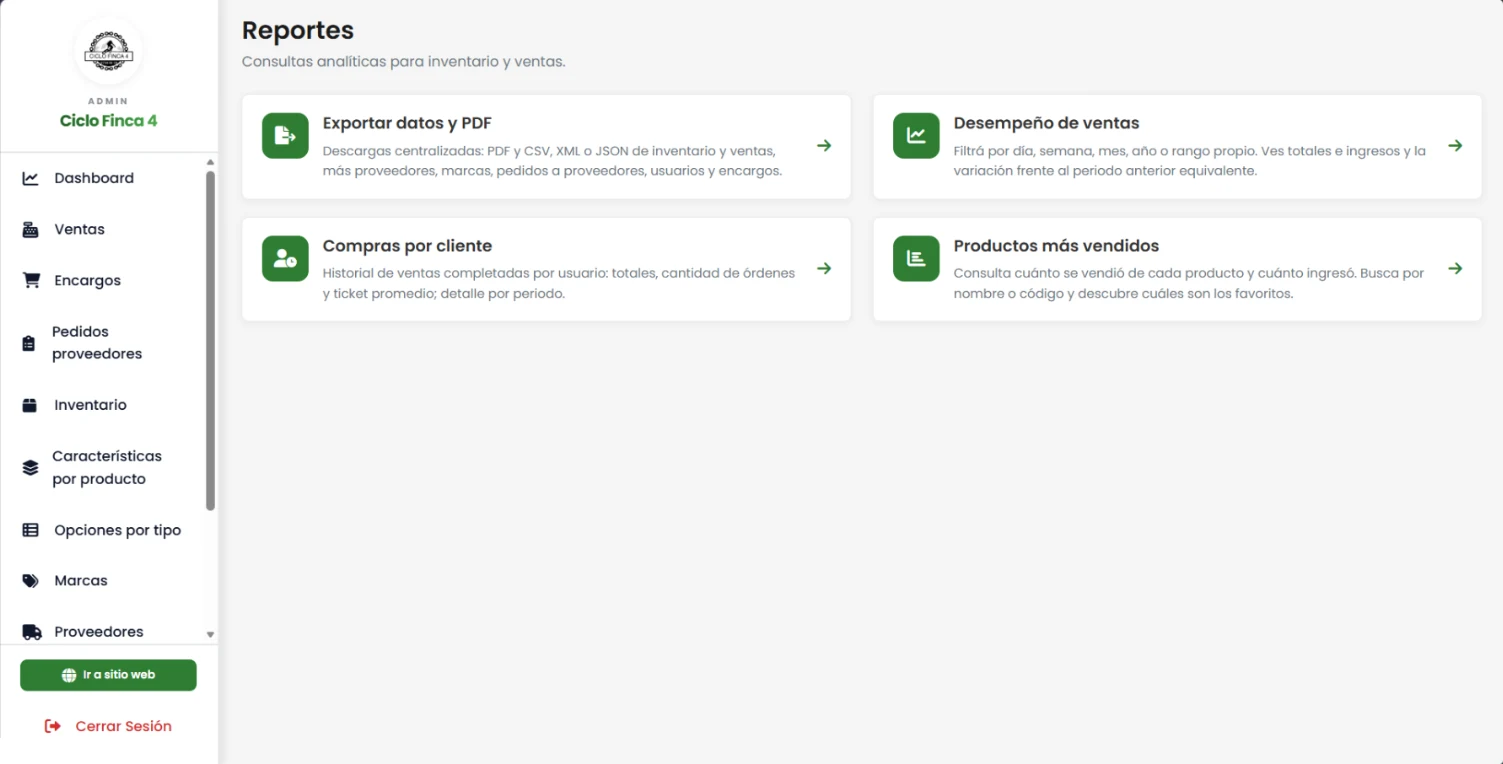 CICLO FINCA 4
ADMIN
Ciclo Finca 4
Dashboard
Ventas
Encargos
Pedidos
proveedores
Inventario
Características
por producto
Opciones por tipo
Marcas
Proveedores
Ir a sitio web
Cerrar Sesión
Reportes
Consultas analíticas para inventario y ventas.
Exportar datos y PDF
Descargas centralizadas: PDF y CSV, XML o JSON de inventario y ventas,
más proveedores, marcas, pedidos a proveedores, usuarios y encargos.
Desempeño de ventas
Filtrá por día, semana, mes, año o rango propio. Ves totales e ingresos y la
variación frente al periodo anterior equivalente.
Compras por cliente
Historial de ventas completadas por usuario: totales, cantidad de órdenes
y ticket promedio; detalle por periodo.
Productos más vendidos
Consulta cuánto se vendió de cada producto y cuánto ingresó. Busca por
nombre o código y descubre cuáles son los favoritos.